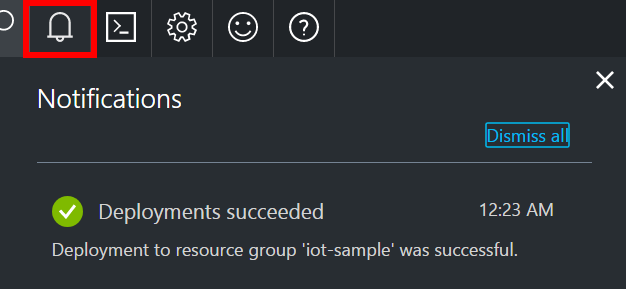 Notifications
Dismiss all
Deployments succeeded 12:23 AM
Deployment to resource group 'iot-sample' was successful.